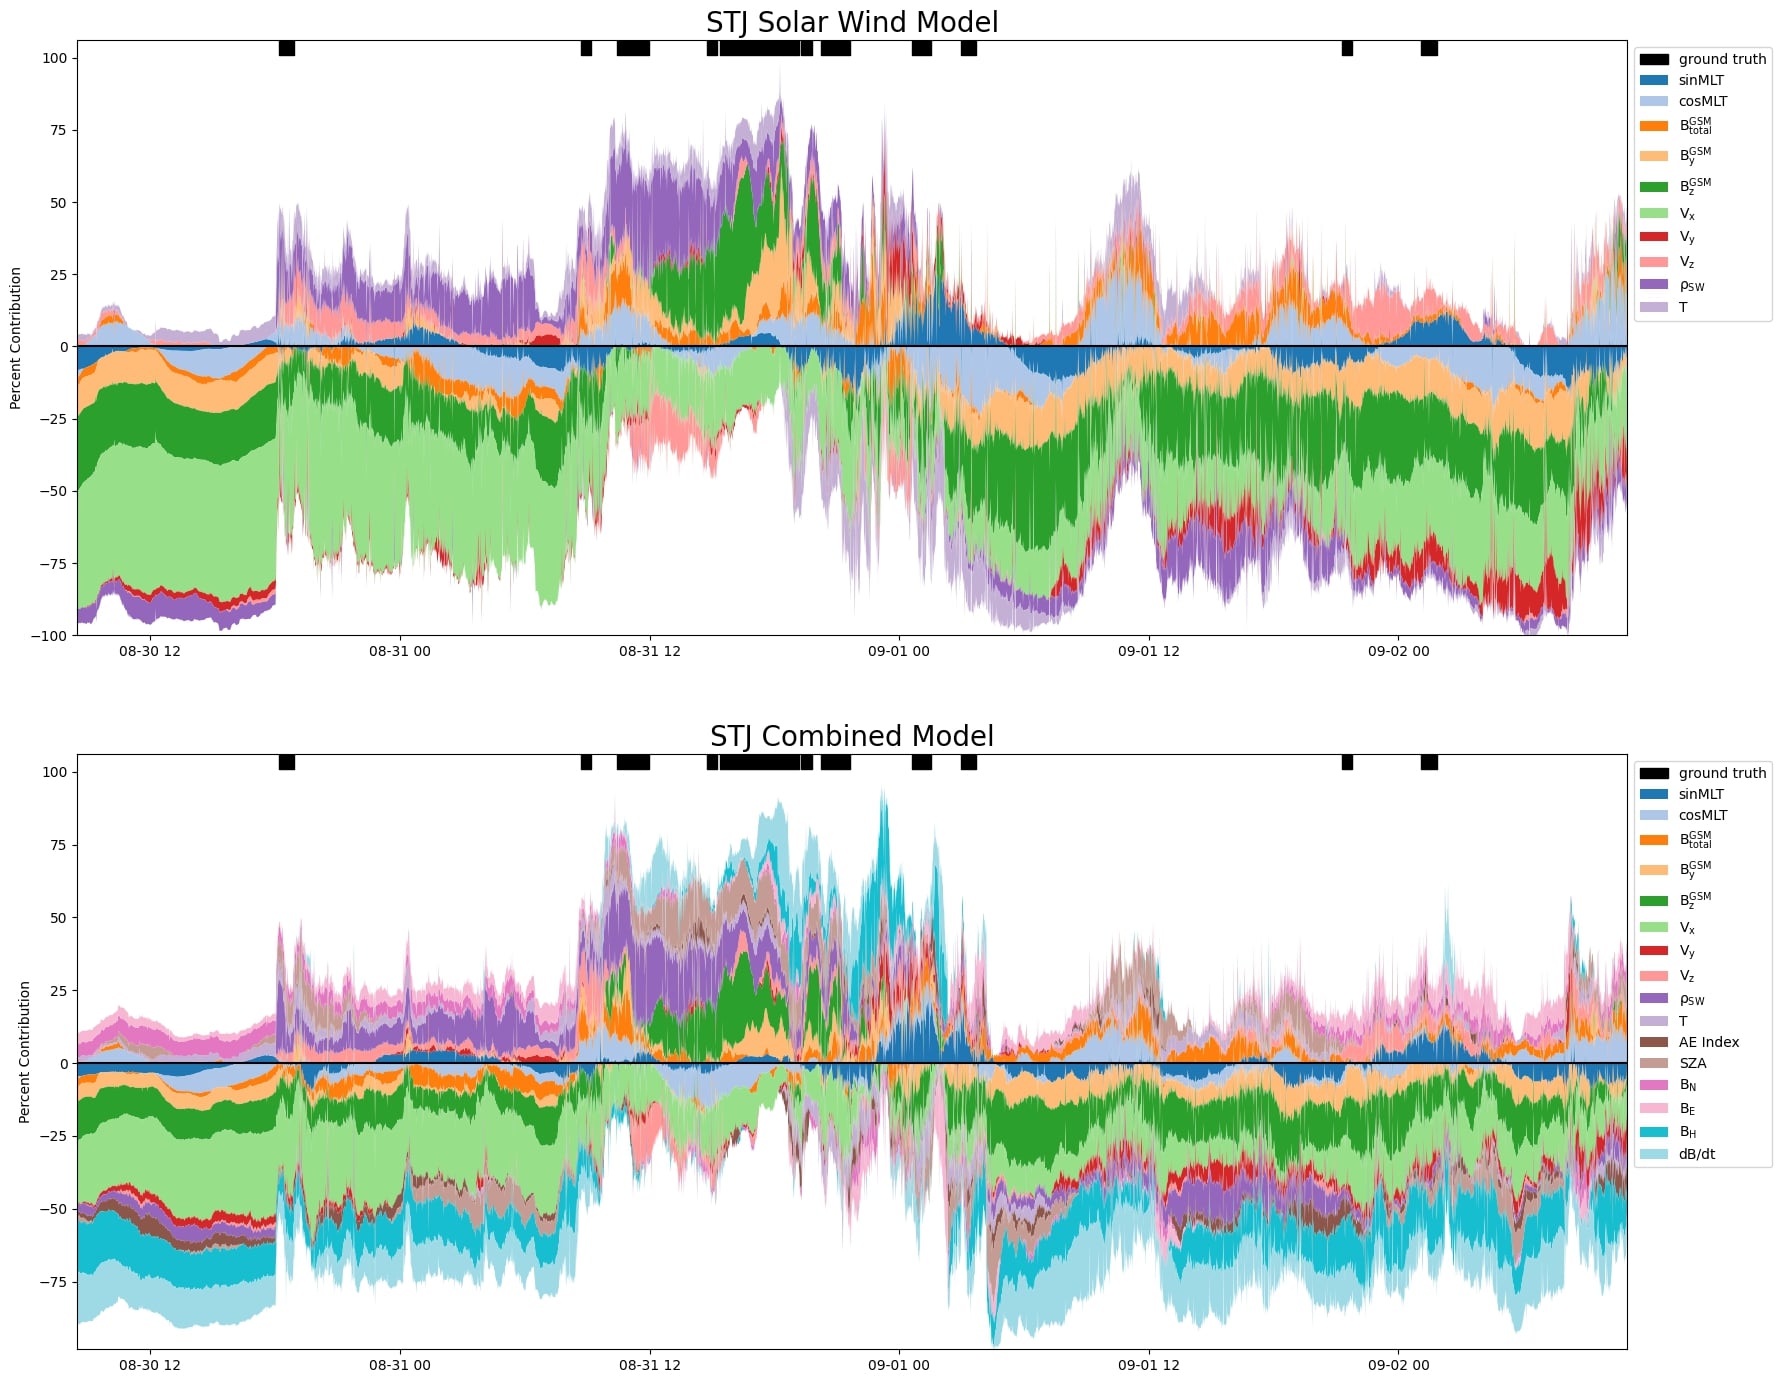 STJ Solar Wind Model
Percent Contribution
100
75
50
25
0
−25
−50
−75
−100
08-30 12
08-31 00
08-31 12
09-01 00
09-01 12
09-02 00
ground truth
sinMLT
cosMLT
B_total^GSM
B_y^GSM
B_z^GSM
V_x
V_y
V_z
ρ_SW
T
STJ Combined Model
Percent Contribution
100
75
50
25
0
−25
−50
−75
08-30 12
08-31 00
08-31 12
09-01 00
09-01 12
09-02 00
ground truth
sinMLT
cosMLT
B_total^GSM
B_y^GSM
B_z^GSM
V_x
V_y
V_z
ρ_SW
T
AE Index
SZA
B_N
B_E
B_H
dB/dt